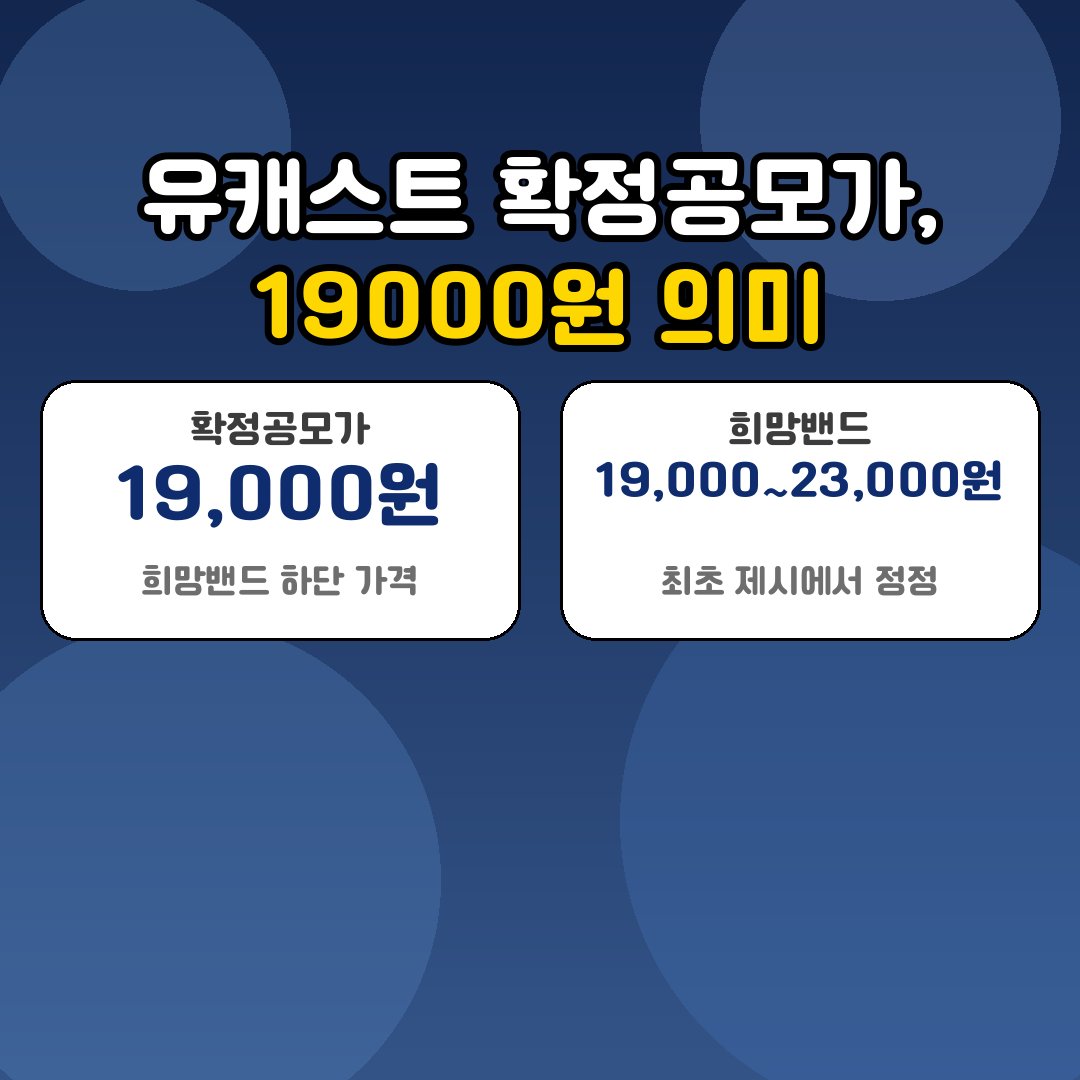 유캐스트 확정공모가,
19000원 의미
확정공모가
19,000원
희망밴드 하단 가격
희망밴드
19,000~23,000원
최초 제시에서 정정